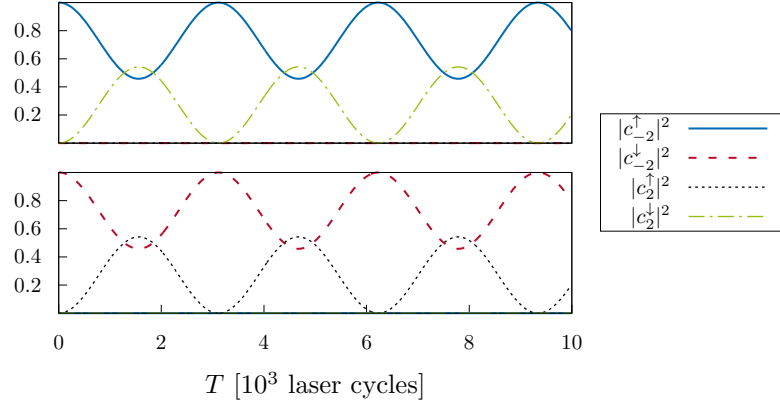 0.8
0.6
0.4
0.2
0.8
0.6
0.4
0.2
0 2 4 6 8 10
T [10³ laser cycles]
|c↑₋₂|²
|c↓₋₂|²
|c↑₂|²
|c↓₂|²